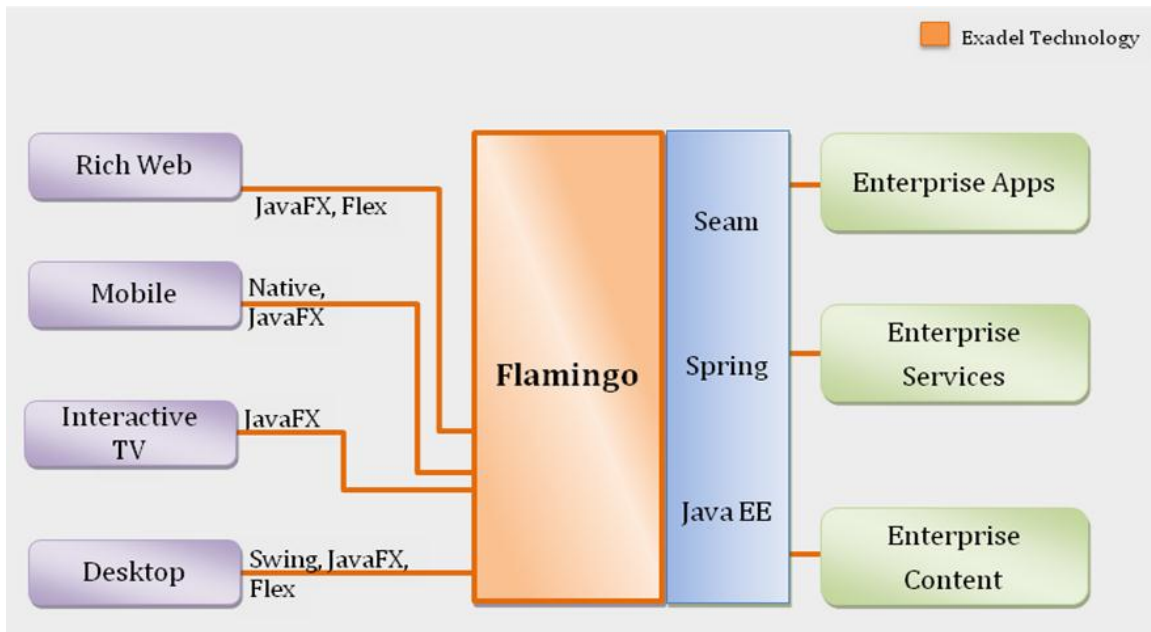 Exadel Technology
Rich Web
JavaFX, Flex
Mobile
Native,
JavaFX
Interactive
TV
JavaFX
Desktop
Swing, JavaFX,
Flex
Flamingo
Seam
Spring
Java EE
Enterprise Apps
Enterprise
Services
Enterprise
Content